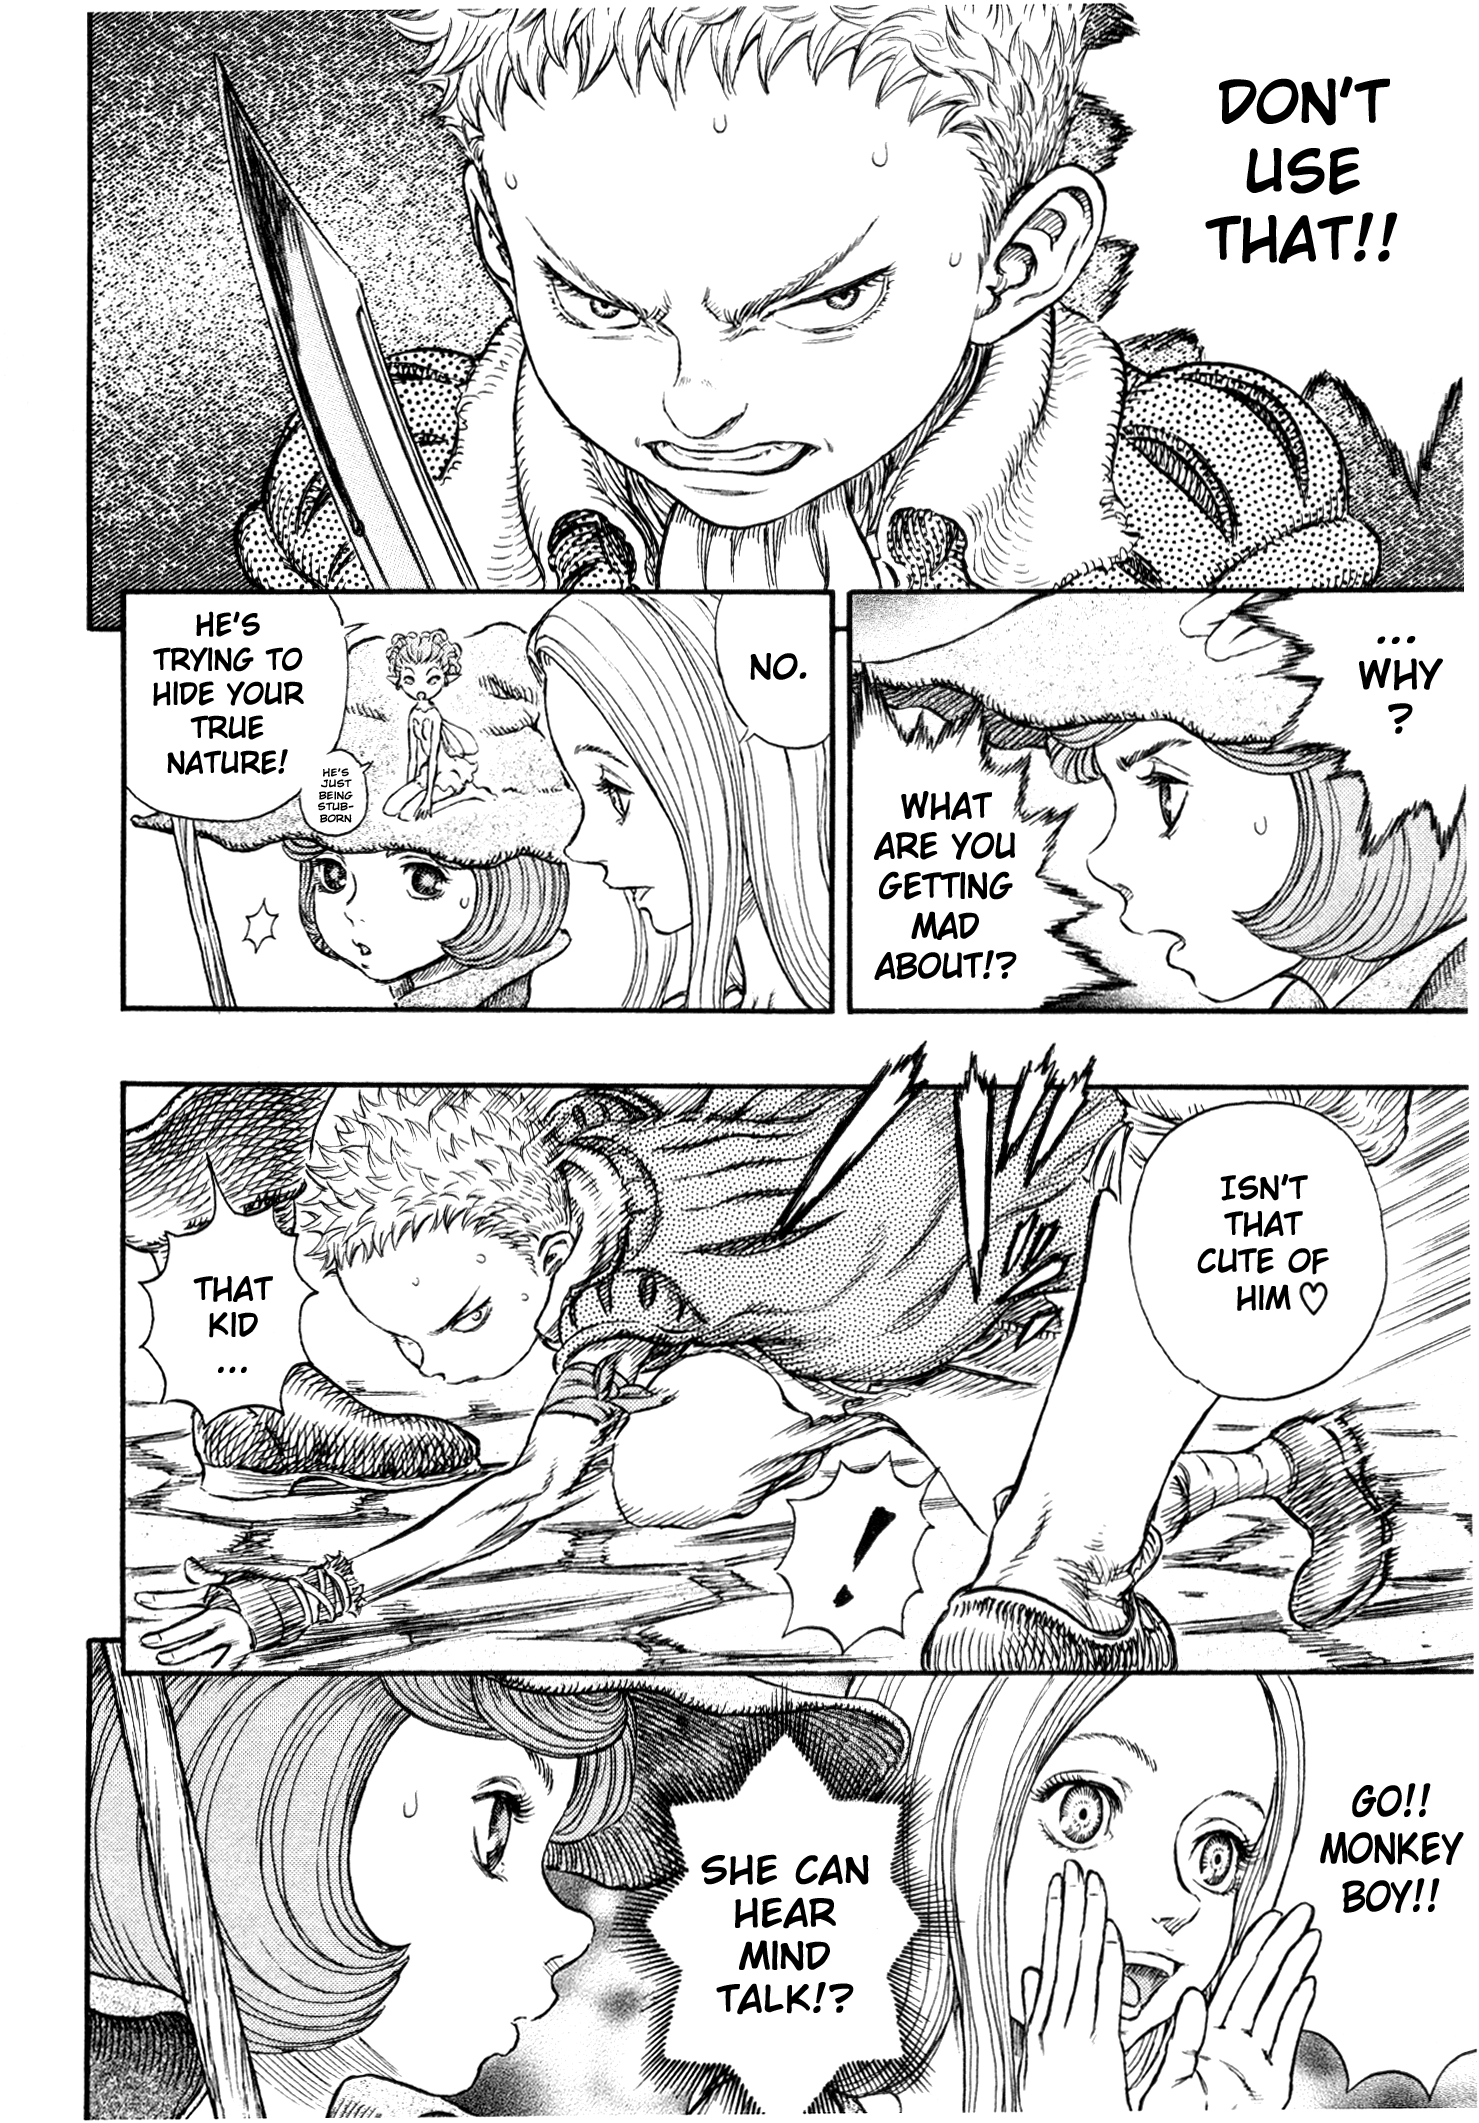 DON'T
USE
THAT!!
...
WHY
?
WHAT
ARE YOU
GETTING
MAD
ABOUT!?
NO.
HE'S
TRYING TO
HIDE YOUR
TRUE
NATURE!
HE'S
JUST
BEING
STUB-
BORN
ISN'T
THAT
CUTE OF
HIM ♡
!
THAT
KID
...
GO!!
MONKEY
BOY!!
SHE CAN
HEAR
MIND
TALK!?